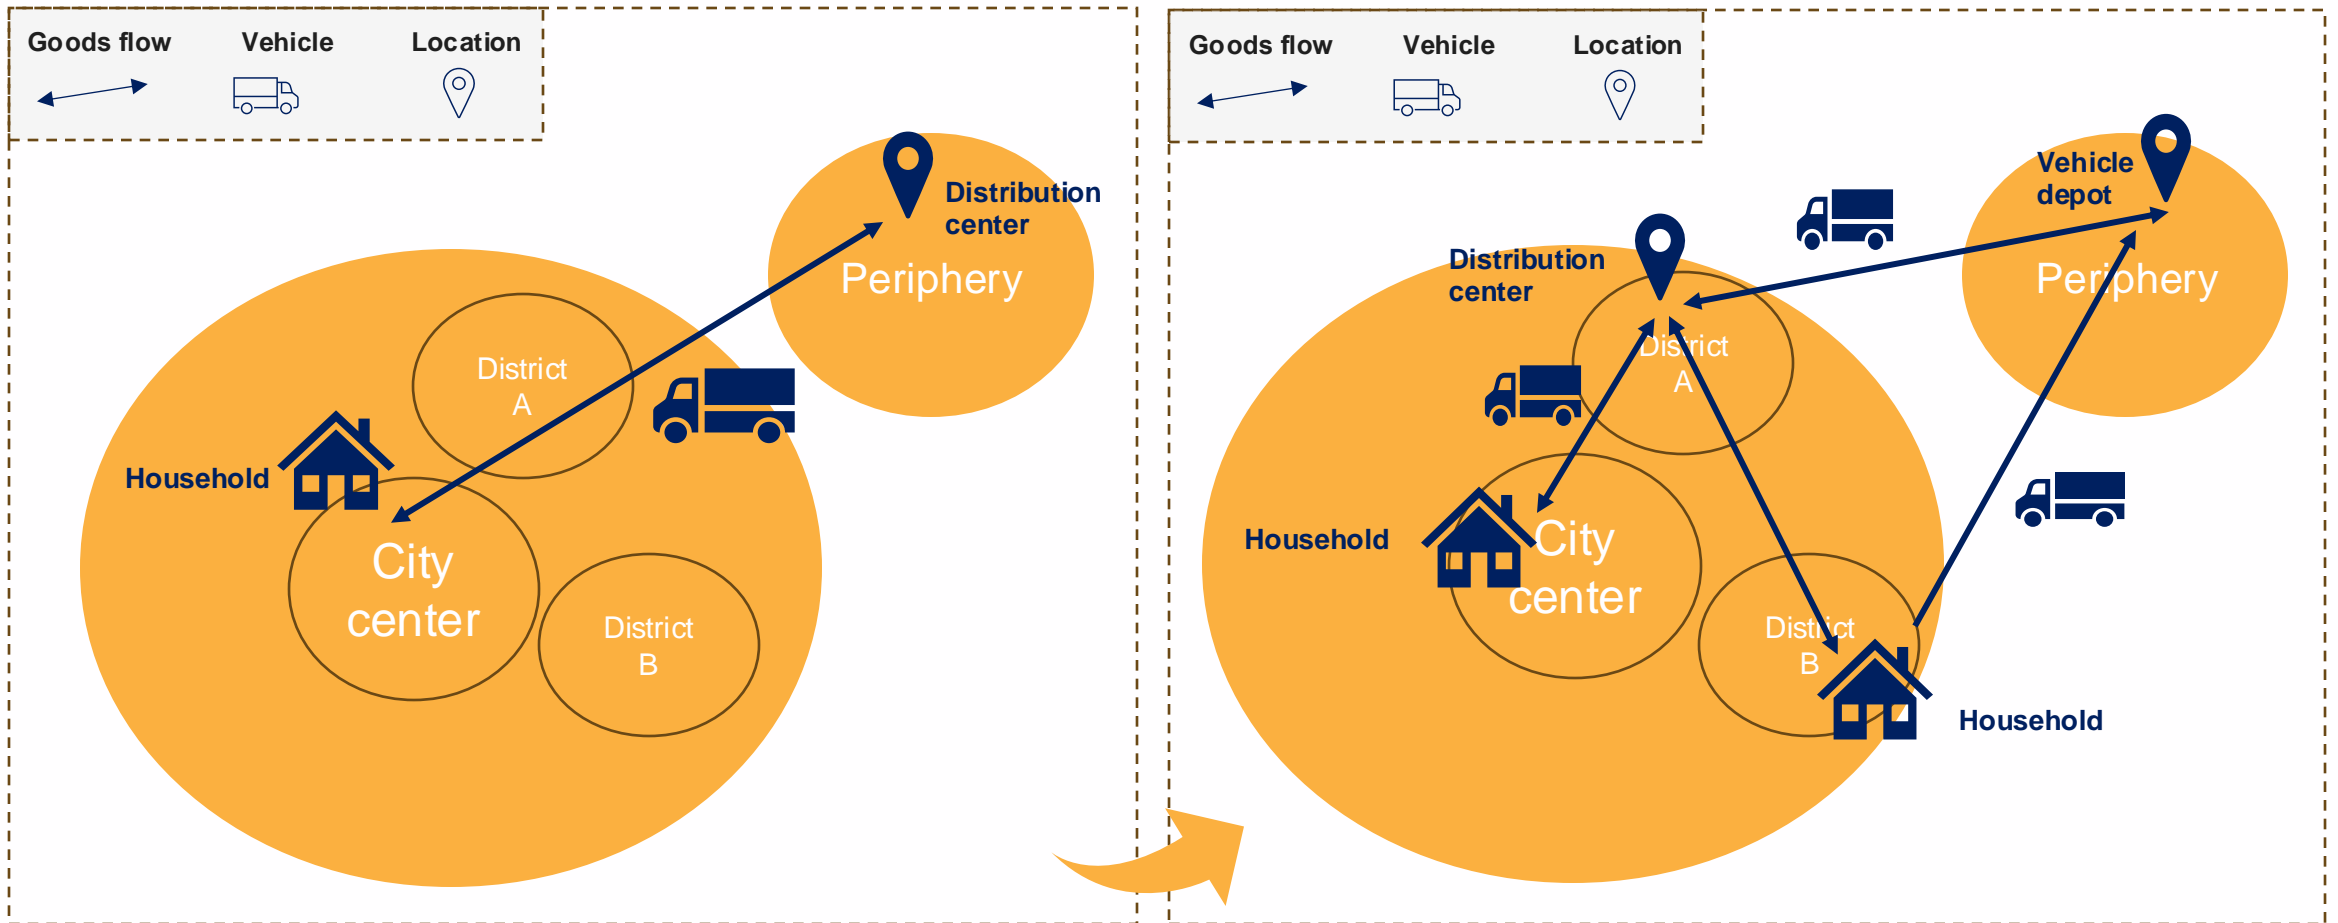 Goods flow
Vehicle
Location
Distribution
center
Periphery
District
A
Household
City
center
District
B
Goods flow
Vehicle
Location
Vehicle
depot
Distribution
center
Periphery
District
A
Household
City
center
District
B
Household